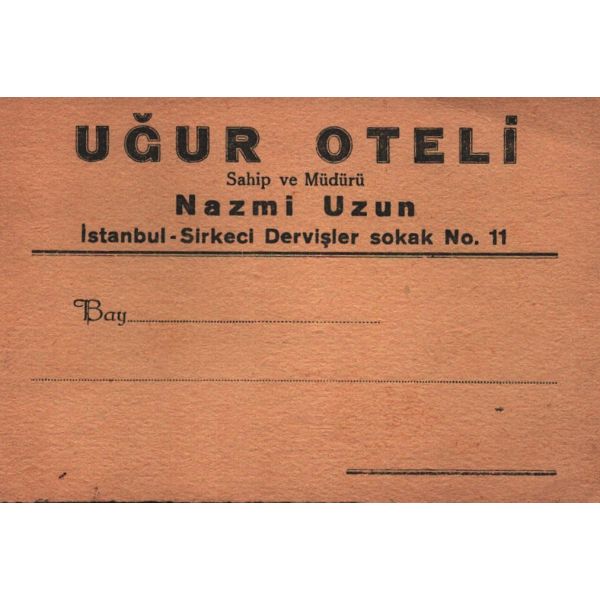 UĞUR OTELİ
Sahip ve Müdürü
Nazmi Uzun
İstanbul - Sirkeci Dervişler sokak No. 11
Bay